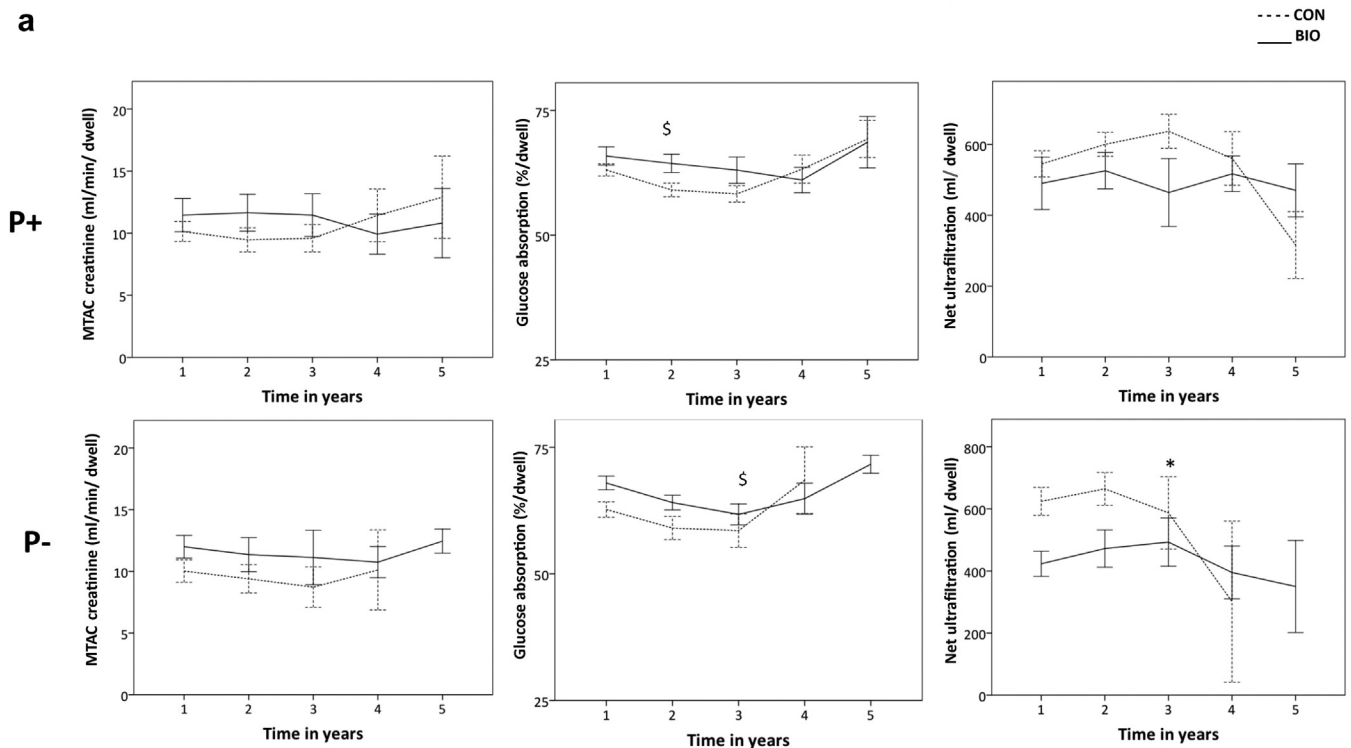 a
CON
BIO
P+
MTAC creatinine (ml/min/ dwell)
20
15
10
5
0
1 2 3 4 5
Time in years
Glucose absorption (%/dwell)
75
50
25
$
1 2 3 4 5
Time in years
Net ultrafiltration (ml/ dwell)
600
400
200
0
1 2 3 4 5
Time in years
P-
MTAC creatinine (ml/min/ dwell)
20
15
10
5
0
1 2 3 4 5
Time in years
Glucose absorption (%/dwell)
75
50
25
$
1 2 3 4 5
Time in years
Net ultrafiltration (ml/ dwell)
800
600
400
200
0
*
1 2 3 4 5
Time in years